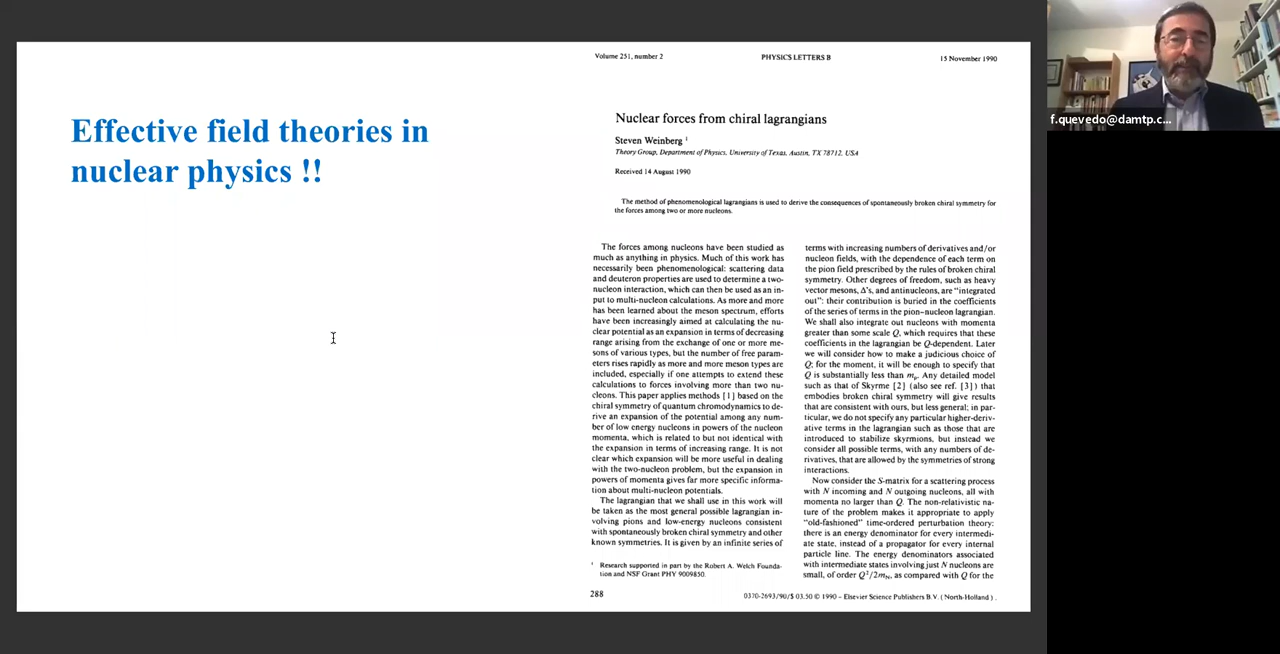 Effective field theories in
nuclear physics !!
Volume 251, number 2
PHYSICS LETTERS B
15 November 1990
Nuclear forces from chiral lagrangians
Steven Weinberg ¹
Theory Group, Department of Physics, University of Texas, Austin, TX 78712, USA
Received 14 August 1990
The method of phenomenological lagrangians is used to derive the consequences of spontaneously broken chiral symmetry for
the forces among two or more nucleons.
The forces among nucleons have been studied as
much as anything in physics. Much of this work has
necessarily been phenomenological: scattering data
and deuteron properties are used to determine a two-
nucleon interaction, which can then be used as an in-
put to multi-nucleon calculations. As more and more
has been learned about the meson spectrum, efforts
have been increasingly aimed at calculating the nu-
clear potential as an expansion in terms of decreasing
range arising from the exchange of one or more me-
sons of various types, but the number of free param-
eters rises rapidly as more and more meson types are
included, especially if one attempts to extend these
calculations to forces involving more than two nu-
cleons. This paper applies methods [1] based on the
chiral symmetry of quantum chromodynamics to de-
rive an expansion of the potential among any num-
ber of low energy nucleons in powers of the nucleon
momenta, which is related to but not identical with
the expansion in terms of increasing range. It is not
clear which expansion will be more useful in dealing
with the two-nucleon problem, but the expansion in
powers of momenta gives far more specific informa-
tion about multi-nucleon potentials.
The lagrangian that we shall use in this work will
be taken as the most general possible lagrangian in-
volving pions and low-energy nucleons consistent
with spontaneously broken chiral symmetry and other
known symmetries. It is given by an infinite series of
¹ Research supported in part by the Robert A. Welch Founda-
tion and NSF Grant PHY 9009850.
terms with increasing numbers of derivatives and/or
nucleon fields, with the dependence of each term on
the pion field prescribed by the rules of broken chiral
symmetry. Other degrees of freedom, such as heavy
vector mesons, Δ's, and antinucleons, are "integrated
out": their contribution is buried in the coefficients
of the series of terms in the pion-nucleon lagrangian.
We shall also integrate out nucleons with momenta
greater than some scale Q, which requires that these
coefficients in the lagrangian be Q-dependent. Later
we will consider how to make a judicious choice of
Q; for the moment, it will be enough to specify that
Q is substantially less than mρ. Any detailed model
such as that of Skyrme [2] (also see ref. [3]) that
embodies broken chiral symmetry will give results
that are consistent with ours, but less general; in par-
ticular, we do not specify any particular higher-deriv-
ative terms in the lagrangian such as those that are
introduced to stabilize skyrmions, but instead we
consider all possible terms, with any numbers of de-
rivatives, that are allowed by the symmetries of strong
interactions.
Now consider the S-matrix for a scattering process
with N incoming and N outgoing nucleons, all with
momenta no larger than Q. The non-relativistic na-
ture of the problem makes it appropriate to apply
"old-fashioned" time-ordered perturbation theory:
there is an energy denominator for every intermedi-
ate state, instead of a propagator for every internal
particle line. The energy denominators associated
with intermediate states involving just N nucleons are
small, of order Q²/2mN, as compared with Q for the
288
0370-2693/90/$ 03.50 © 1990 – Elsevier Science Publishers B.V. ( North-Holland ) .
f.quevedo@damtp.c...